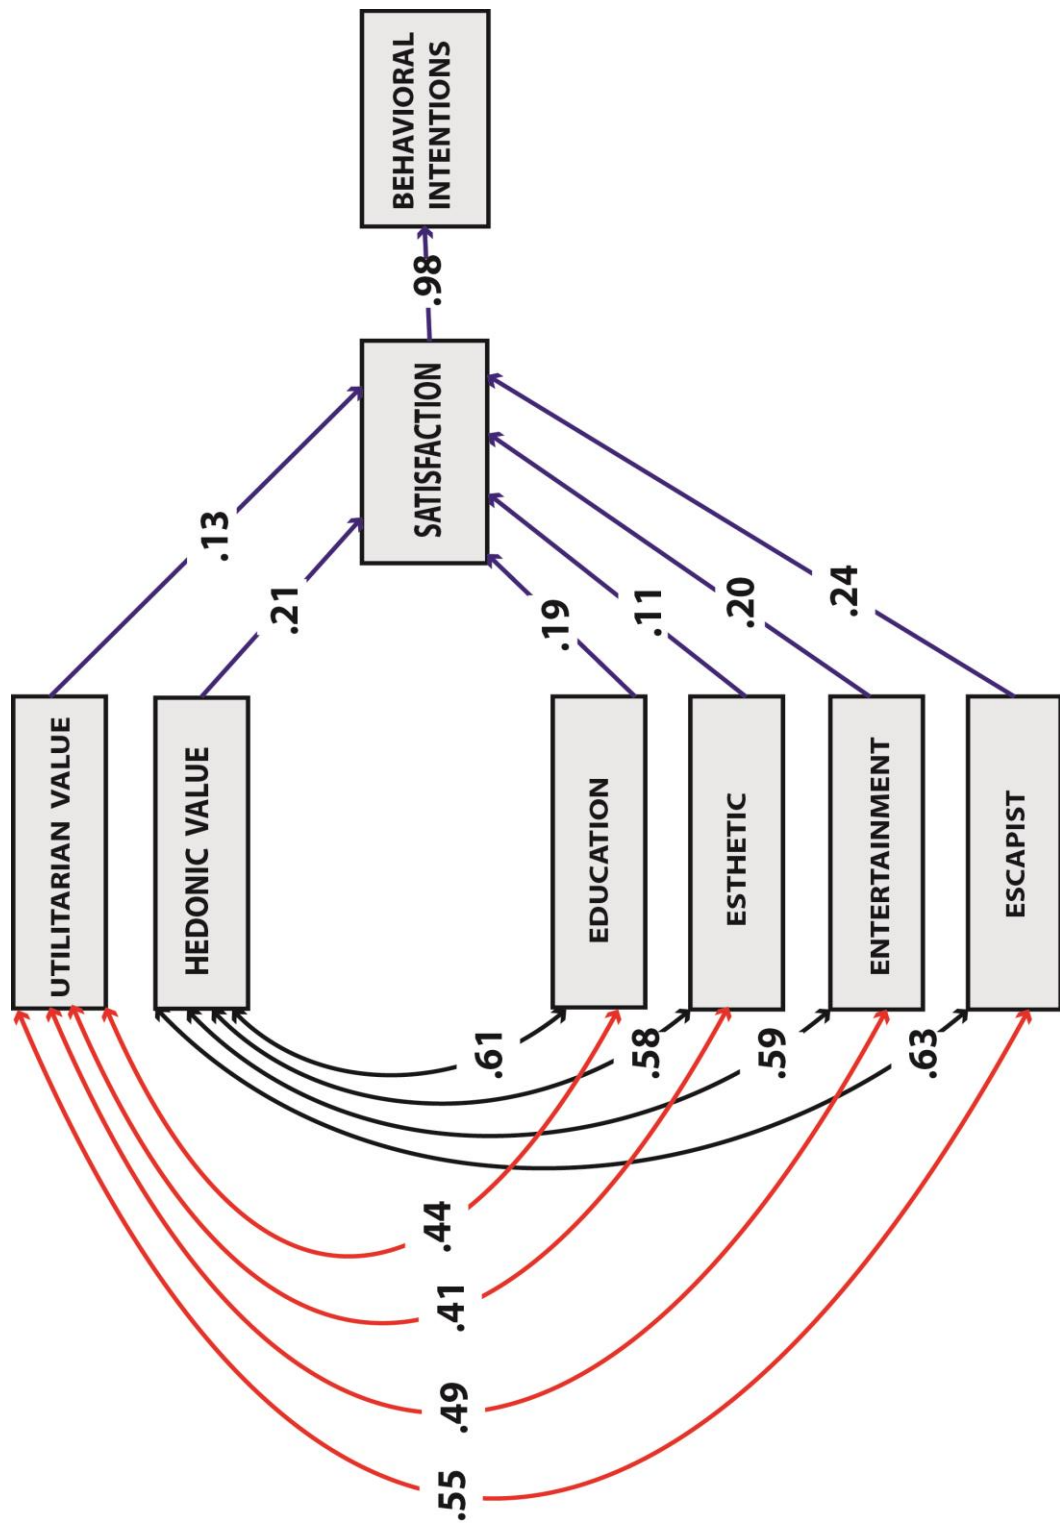 UTILITARIAN VALUE
HEDONIC VALUE
EDUCATION
ESTHETIC
ENTERTAINMENT
ESCAPIST
SATISFACTION
BEHAVIORAL
INTENTIONS
.13
.21
.19
.11
.20
.24
.98
.61
.58
.59
.63
.44
.41
.49
.55